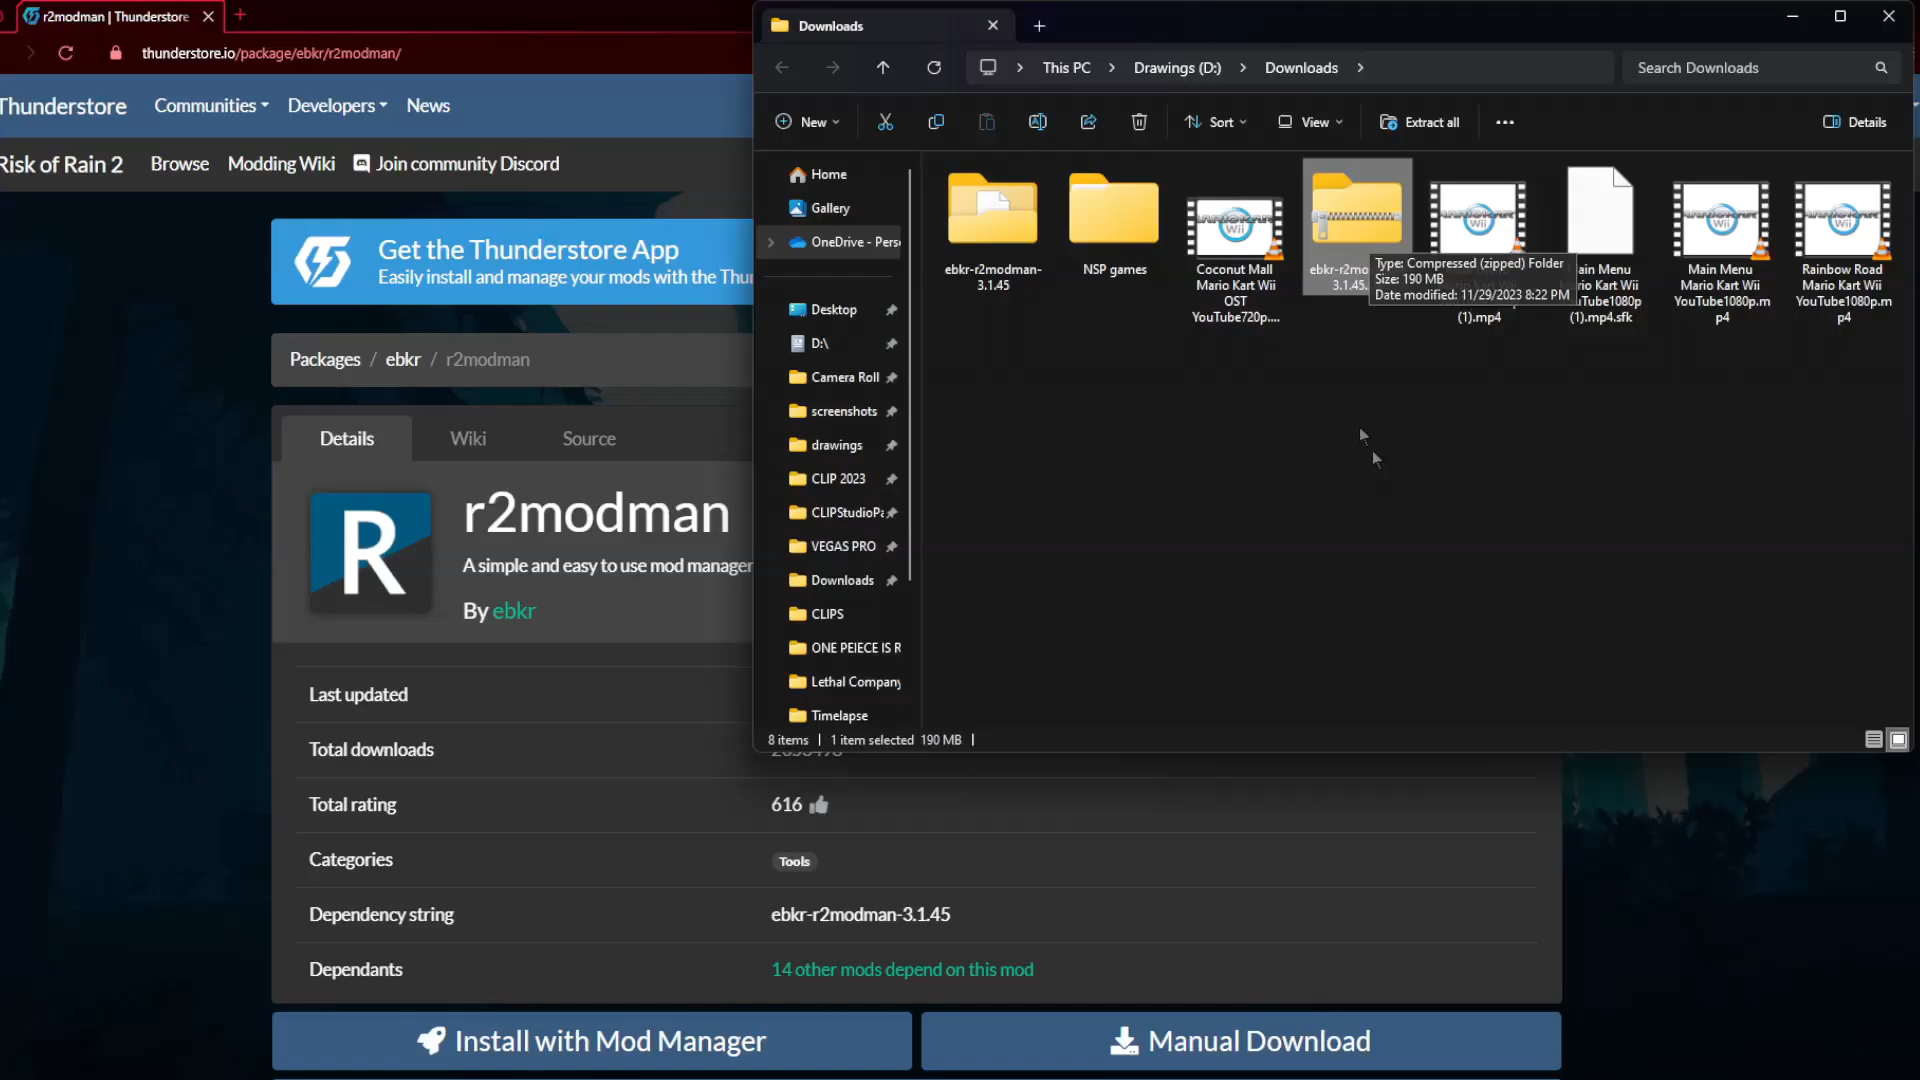 r2modman | Thunderstore
thunderstore.io/package/ebkr/r2modman/
Thunderstore Communities Developers News
Risk of Rain 2 Browse Modding Wiki Join community Discord
Get the Thunderstore App
Easily install and manage your mods with the Thu
Packages / ebkr / r2modman
Details Wiki Source
R
r2modman
A simple and easy to use mod manager
By ebkr
Last updated
Total downloads
Total rating 616
Categories Tools
Dependency string ebkr-r2modman-3.1.45
Dependants 14 other mods depend on this mod
Install with Mod Manager Manual Download
Downloads
This PC > Drawings (D:) > Downloads >
Search Downloads
New Sort View Extract all ... Details
Home
Gallery
OneDrive - Pers
Desktop
D:\
Camera Roll
screenshots
drawings
CLIP 2023
CLIPStudioPa
VEGAS PRO
Downloads
CLIPS
ONE PEIECE IS R
Lethal Company
Timelapse
ebkr-r2modman-
3.1.45
NSP games
Coconut Mall
Mario Kart Wii
OST
YouTube720p....
ebkr-r2mo
3.1.45.
Type: Compressed (zipped) Folder
Size: 190 MB
Date modified: 11/29/2023 8:22 PM
(1).mp4
ain Menu
rio Kart Wii
uTube1080p
(1).mp4.sfk
Main Menu
Mario Kart Wii
YouTube1080p.m
p4
Rainbow Road
Mario Kart Wii
YouTube1080p.m
p4
8 items | 1 item selected 190 MB |